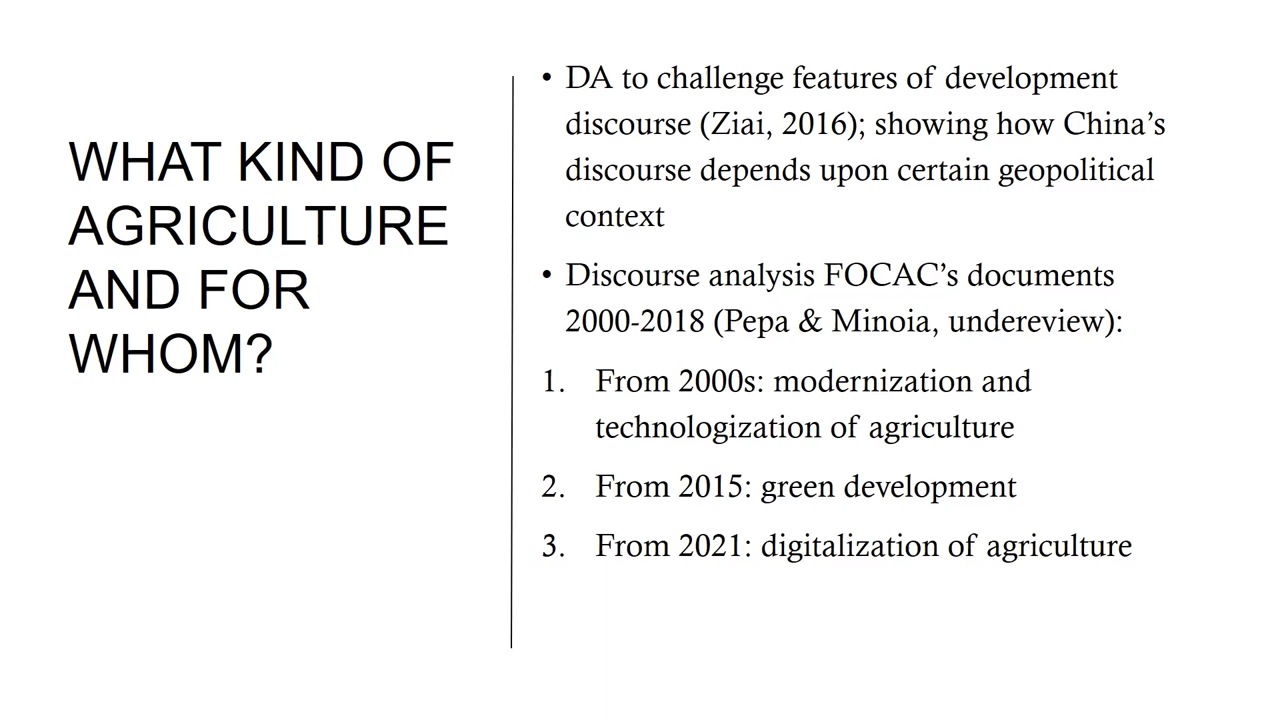 WHAT KIND OF
AGRICULTURE
AND FOR
WHOM?
• DA to challenge features of development
discourse (Ziai, 2016); showing how China’s
discourse depends upon certain geopolitical
context
• Discourse analysis FOCAC’s documents
2000-2018 (Pepa & Minoia, undereview):
1. From 2000s: modernization and
technologization of agriculture
2. From 2015: green development
3. From 2021: digitalization of agriculture